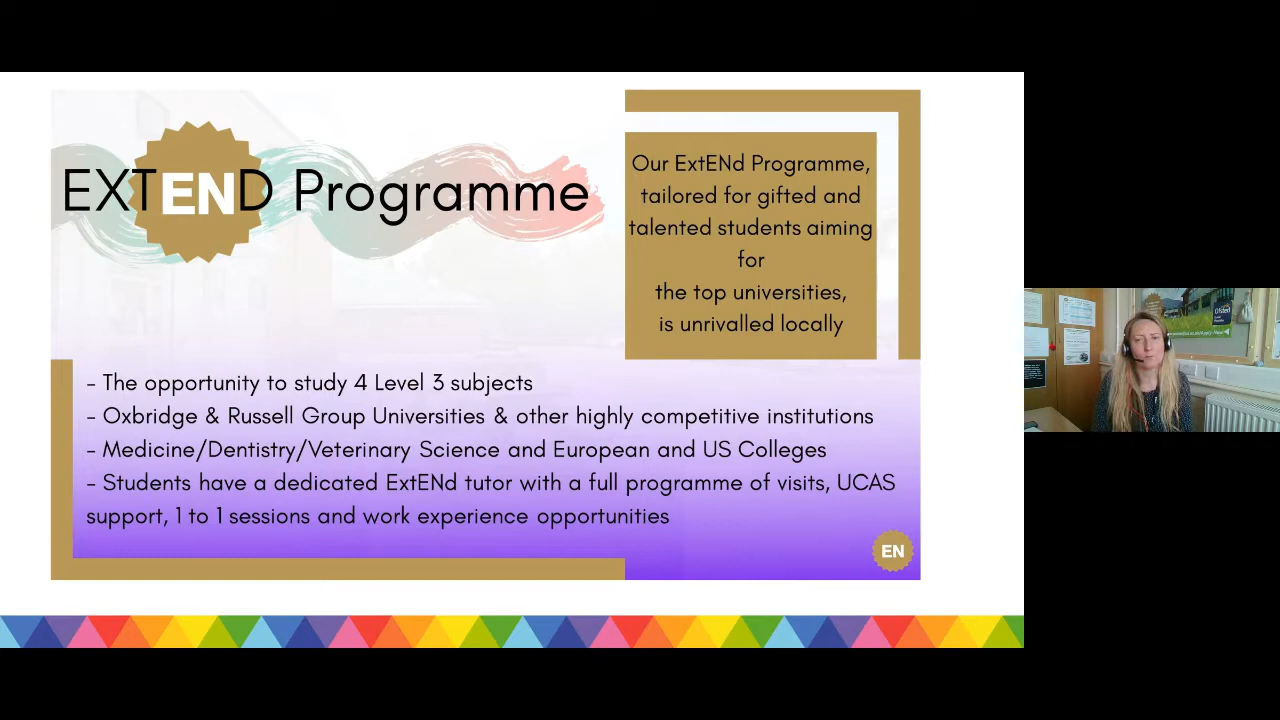 EXTEND Programme
Our ExtENd Programme,
tailored for gifted and
talented students aiming
for
the top universities,
is unrivalled locally
- The opportunity to study 4 Level 3 subjects
- Oxbridge & Russell Group Universities & other highly competitive institutions
- Medicine/Dentistry/Veterinary Science and European and US Colleges
- Students have a dedicated ExtENd tutor with a full programme of visits, UCAS
support, 1 to 1 sessions and work experience opportunities
EN
Ofsted